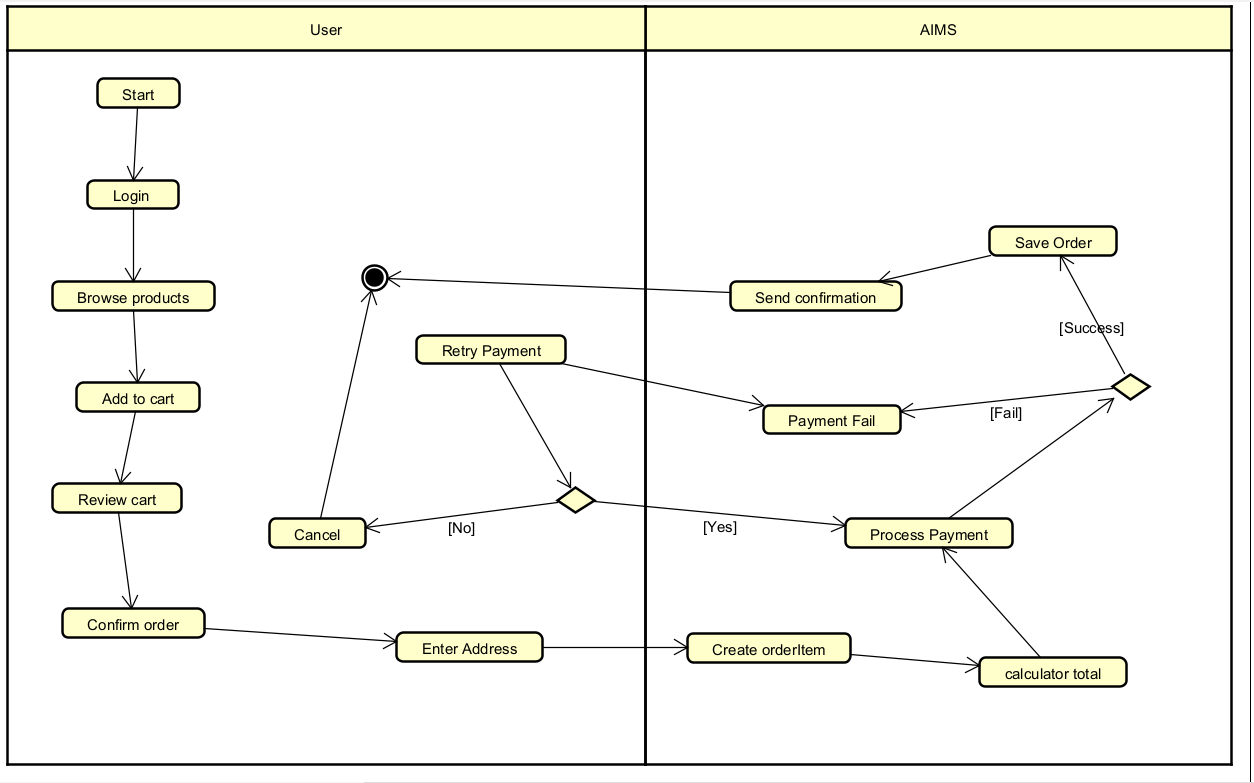 User
AIMS
Start
Login
Browse products
Add to cart
Review cart
Confirm order
Enter Address
Create orderItem
calculator total
Process Payment
[Success]
[Fail]
Save Order
Send confirmation
Payment Fail
Retry Payment
[Yes]
[No]
Cancel